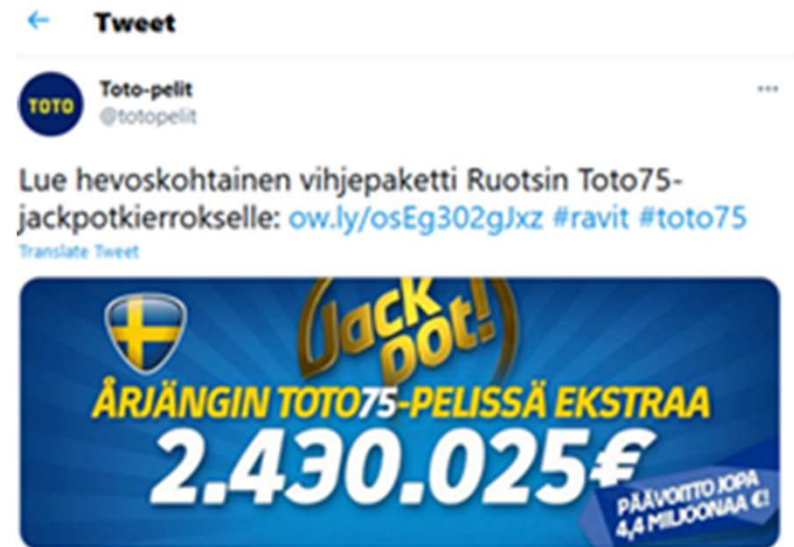 Tweet
TOTO
Toto-pelit
@totopelit
Lue hevoskohtainen vihjepaketti Ruotsin Toto75-
jackpotkierrokselle: ow.ly/osEg302gJxz #ravit #toto75
Translate Tweet
Jack
pot!
ÅRJÄNGIN TOTO75-PELISSÄ EKSTRAA
2.430.025€
PÄÄVOITTO JOPA
4,4 MILJOONAA €!